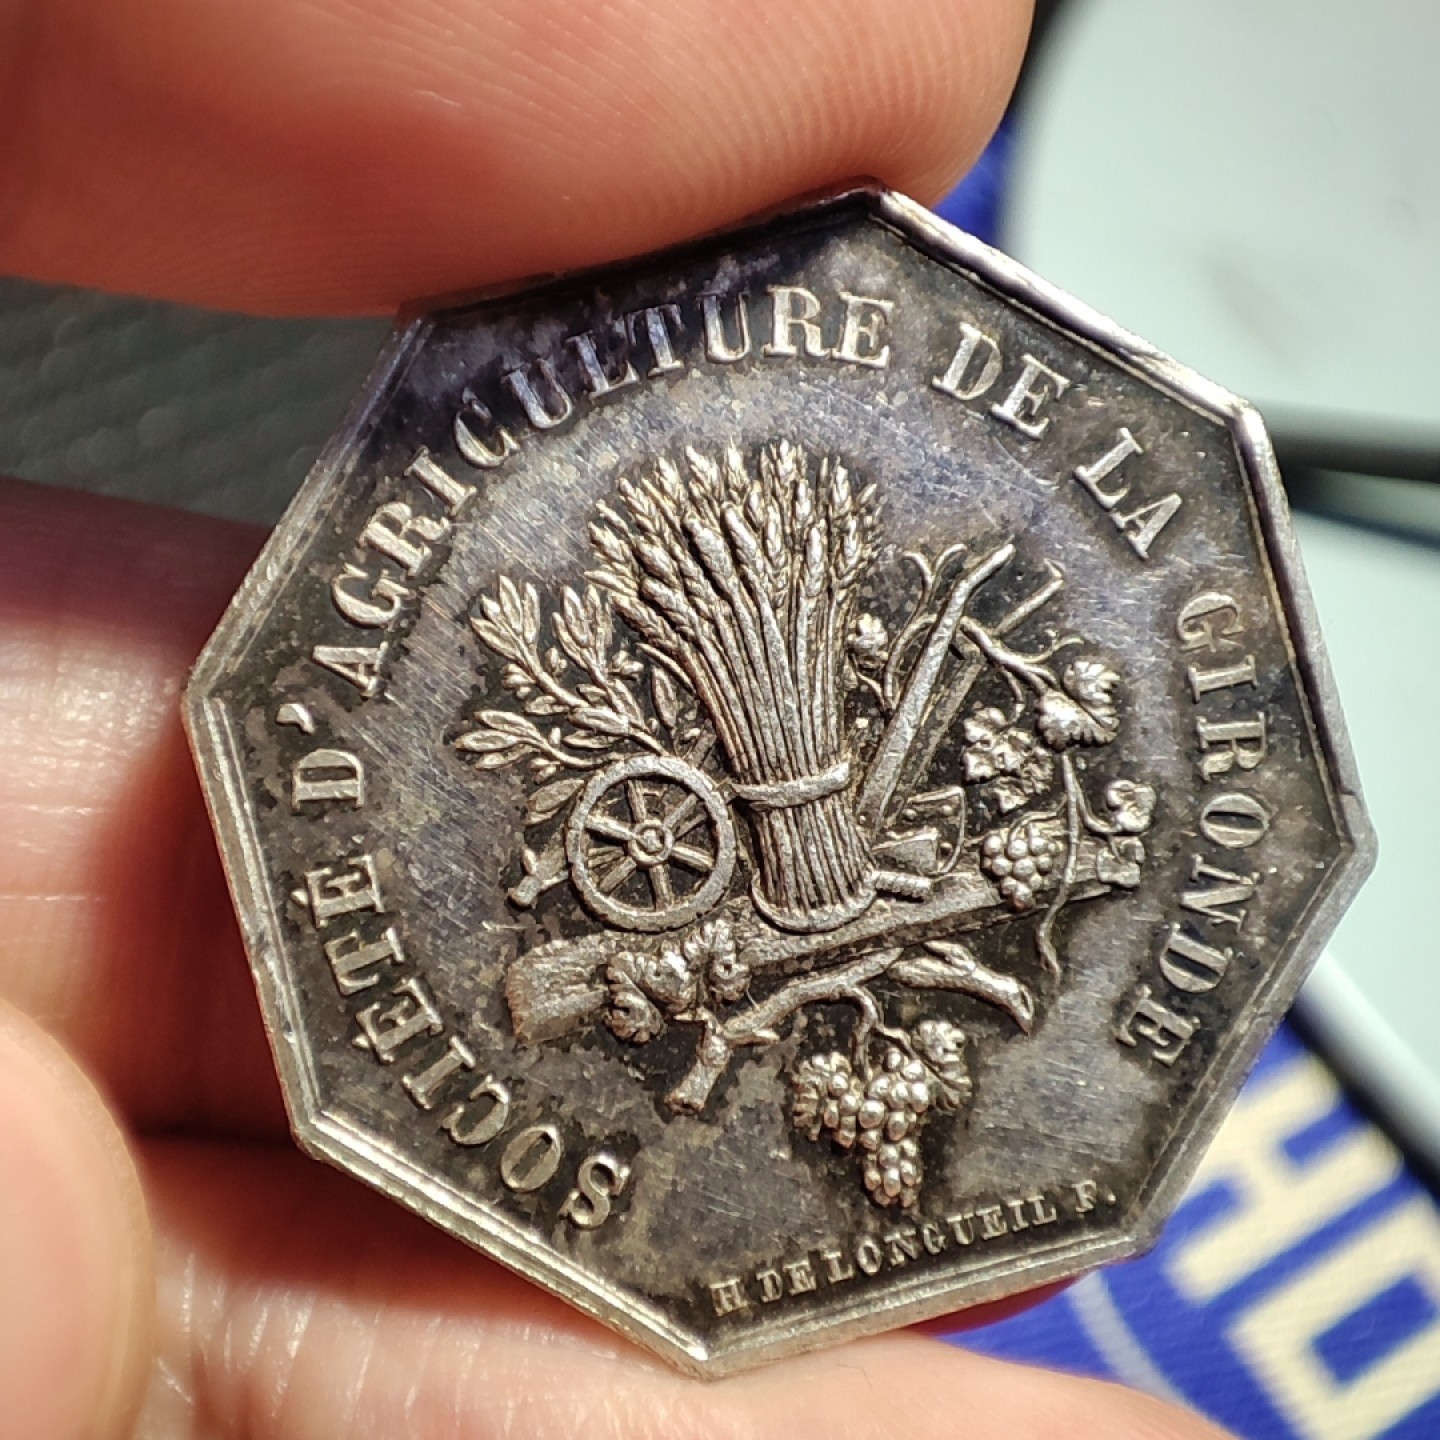 SOCIÉTÉ D'AGRICULTURE DE LA GIRONDE
H DE LONGUEIL F.